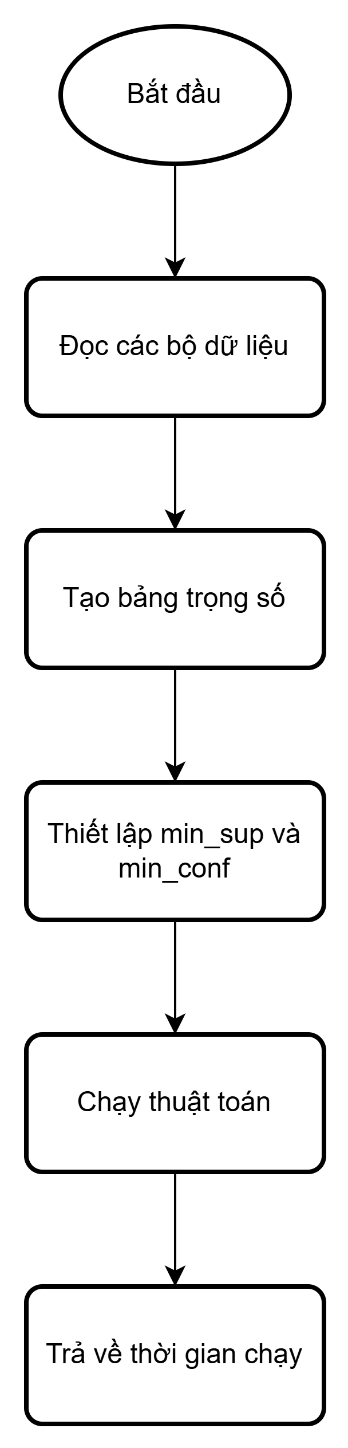 Bắt đầu
Đọc các bộ dữ liệu
Tạo bảng trọng số
Thiết lập min_sup và
min_conf
Chạy thuật toán
Trả về thời gian chạy